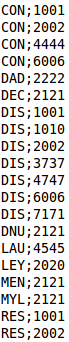 CON;1001
CON;2002
CON;4444
CON;6006
DAD;2222
DEC;2121
DIS;1001
DIS;1010
DIS;2002
DIS;3737
DIS;4747
DIS;6006
DIS;7171
DNU;2121
LAU;4545
LEY;2020
MEN;2121
MYL;2121
RES;1001
RES;2002